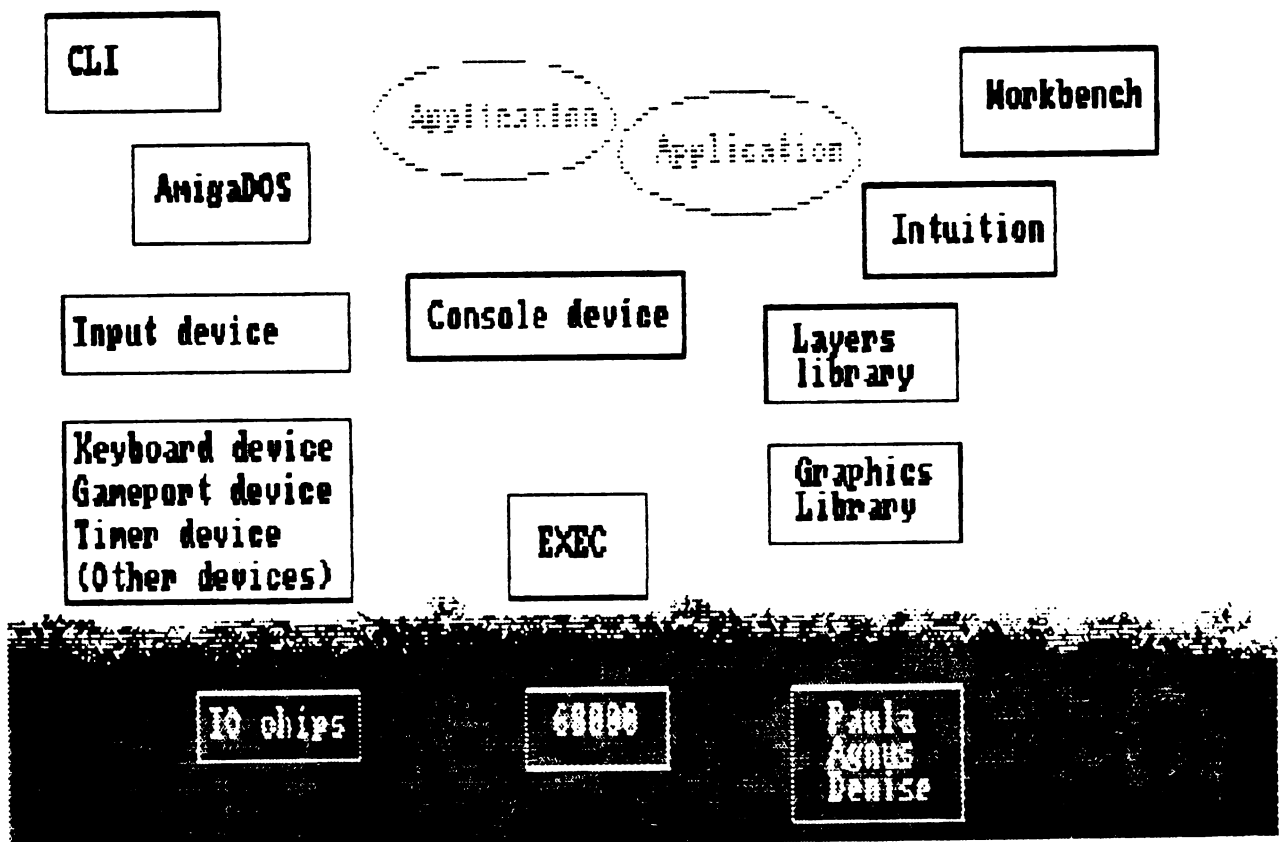 CLI
Application
Workbench
Application
AmigaDOS
Intuition
Input device
Console device
Layers
library
Keyboard device
Gameport device
Timer device
(Other devices)
EXEC
Graphics
Library
IO chips
68000
Paula
Agnus
Denise